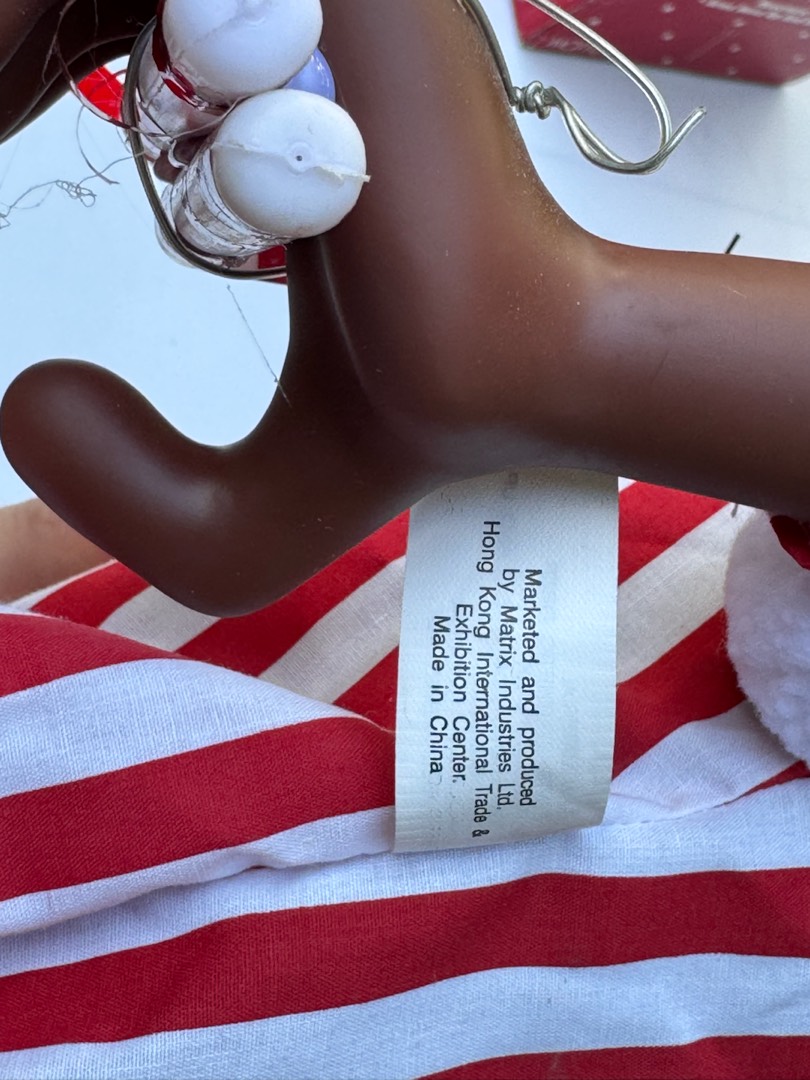 Marketed and produced
by Matrix Industries Ltd.
Hong Kong International Trade &
Exhibition Center.
Made in China